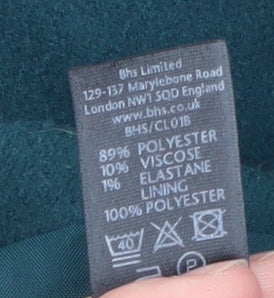 Bhs Limited
129-137 Marylebone Road
London NW1 5QD England
www.bhs.co.uk
BHS/CL01B
89% POLYESTER
10% VISCOSE
1% ELASTANE
LINING
100% POLYESTER
40
P